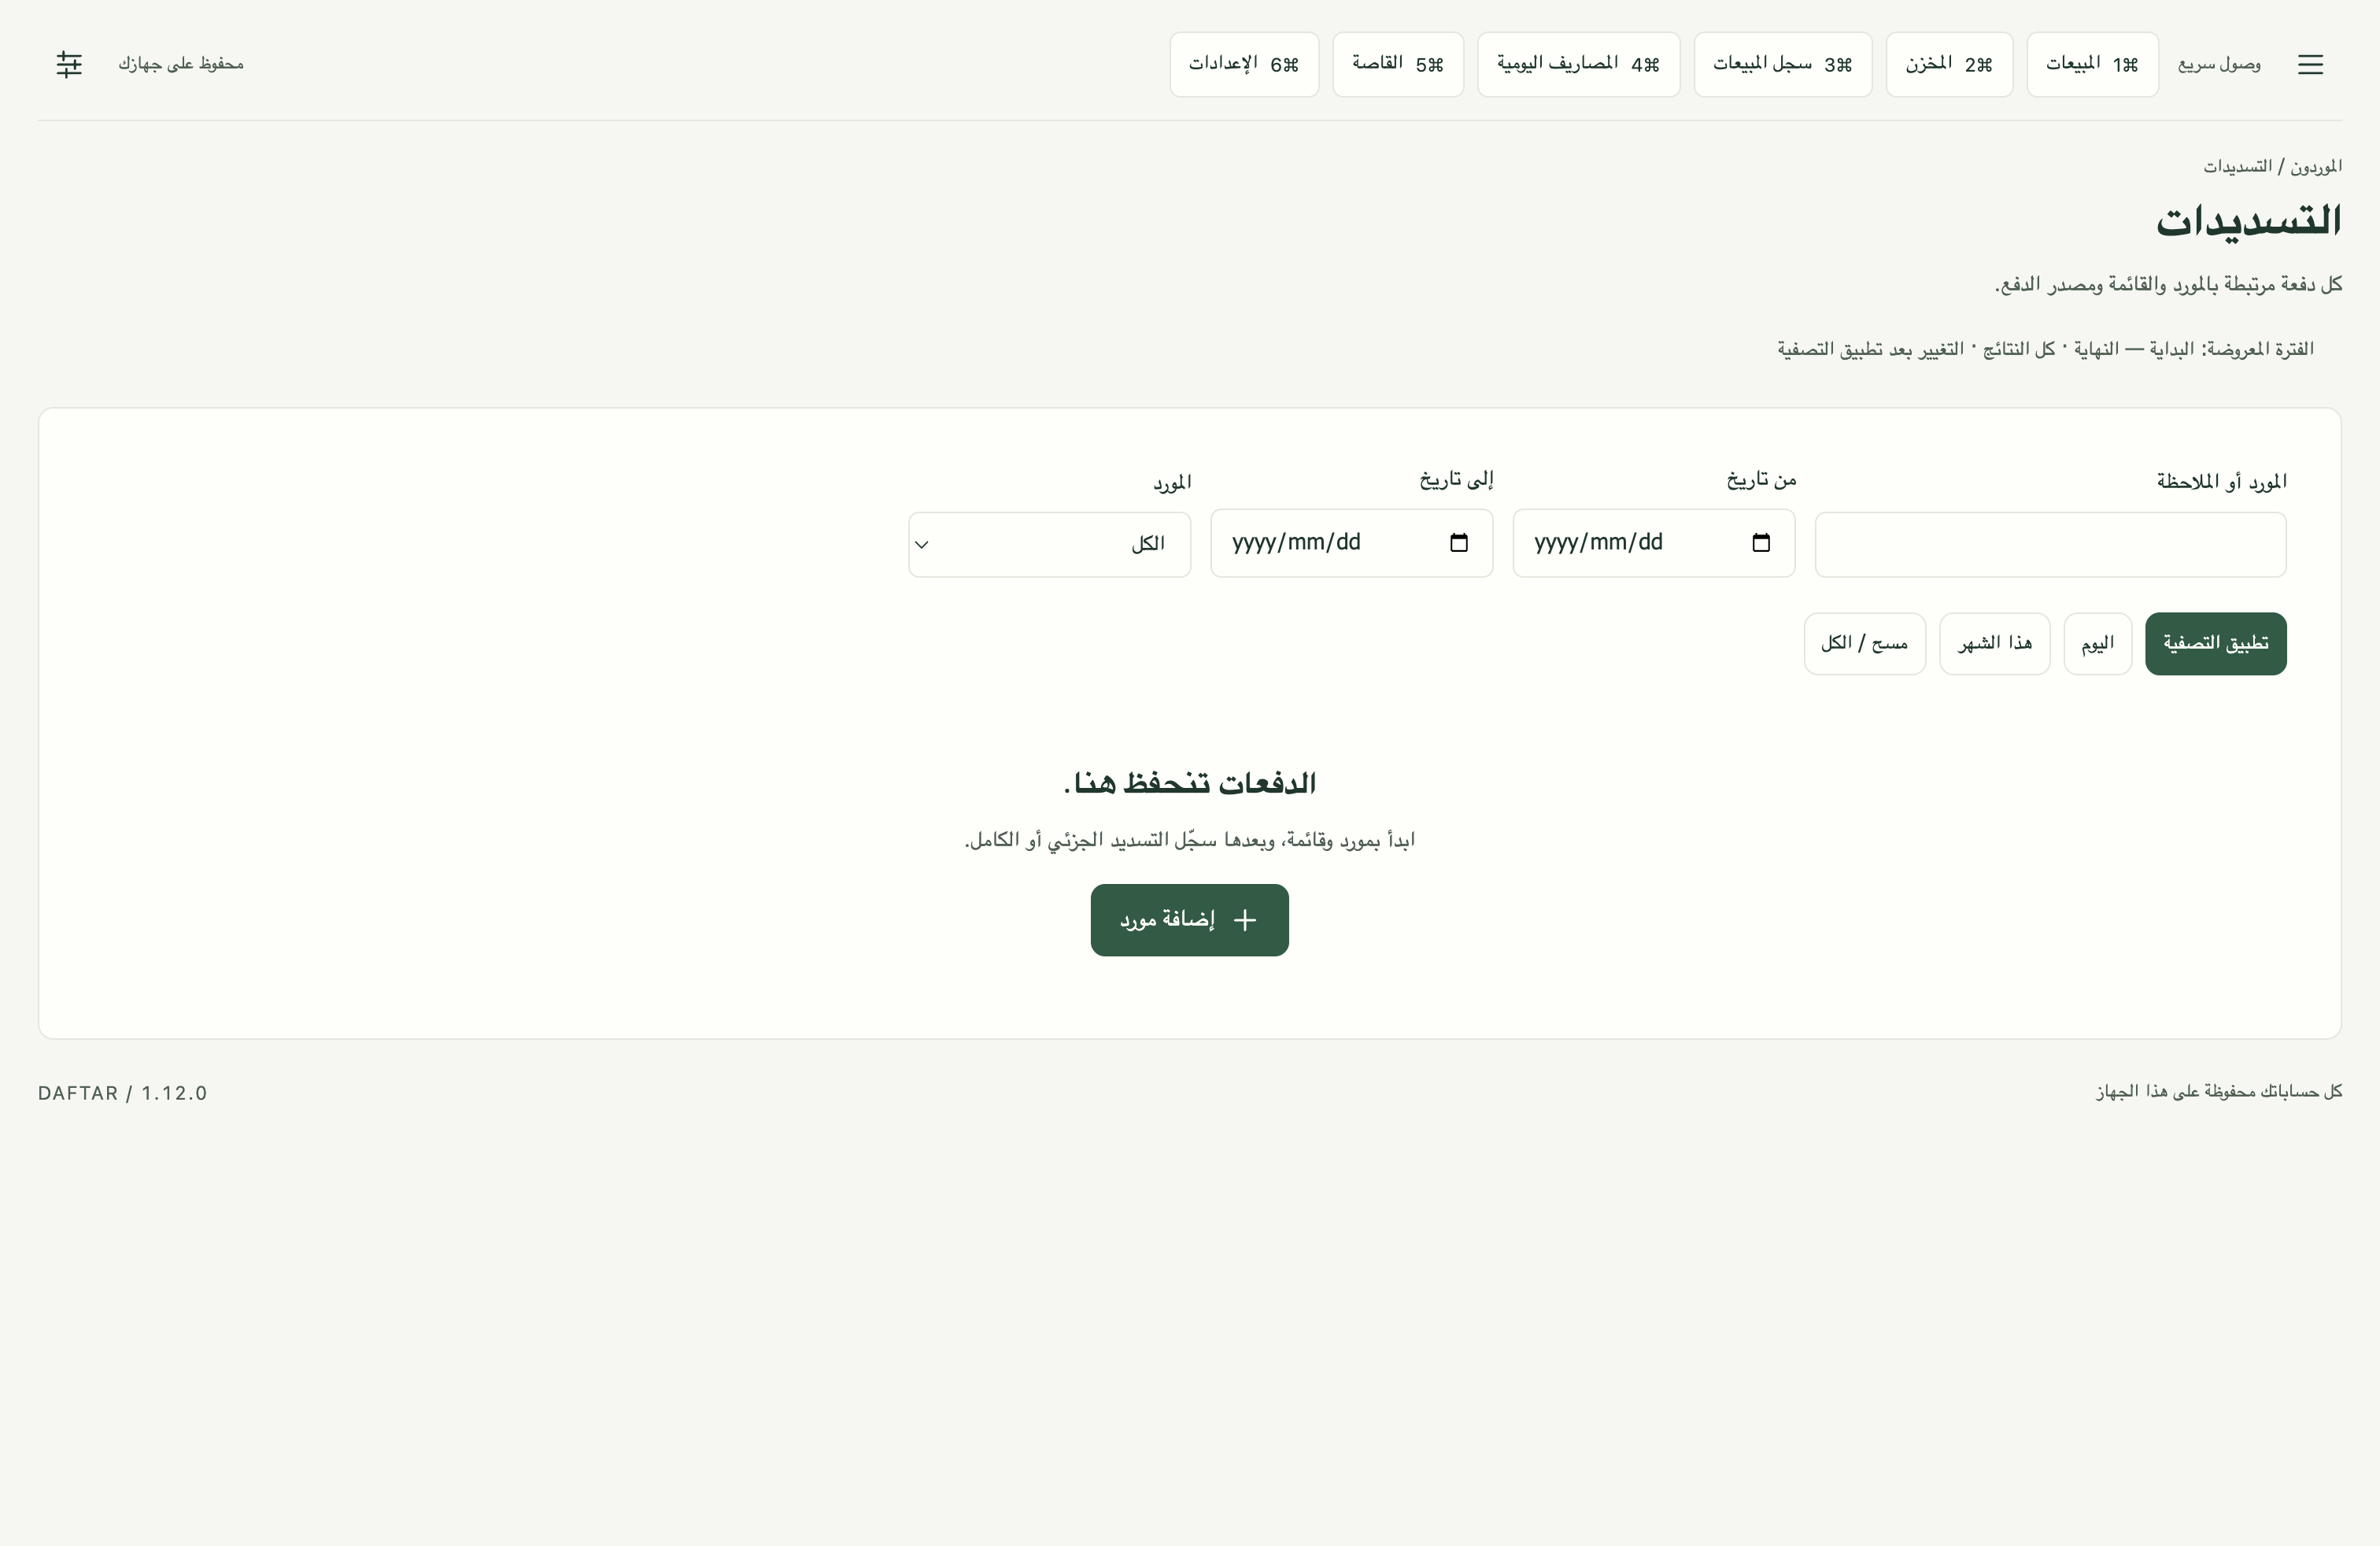 وصول سريع
⌘1 المبيعات
⌘2 المخزن
⌘3 سجل المبيعات
⌘4 المصاريف اليومية
⌘5 القاصة
⌘6 الإعدادات
محفوظ على جهازك
الموردون / التسديدات
التسديدات
كل دفعة مرتبطة بالمورد والقائمة ومصدر الدفع.
الفترة المعروضة: البداية — النهاية · كل النتائج · التغيير بعد تطبيق التصفية
المورد أو الملاحظة
من تاريخ
yyyy/mm/dd
إلى تاريخ
yyyy/mm/dd
المورد
الكل
تطبيق التصفية
اليوم
هذا الشهر
مسح / الكل
الدفعات تنحفظ هنا.
ابدأ بمورد وقائمة، وبعدها سجّل التسديد الجزئي أو الكامل.
إضافة مورد
كل حساباتك محفوظة على هذا الجهاز
DAFTAR / 1.12.0